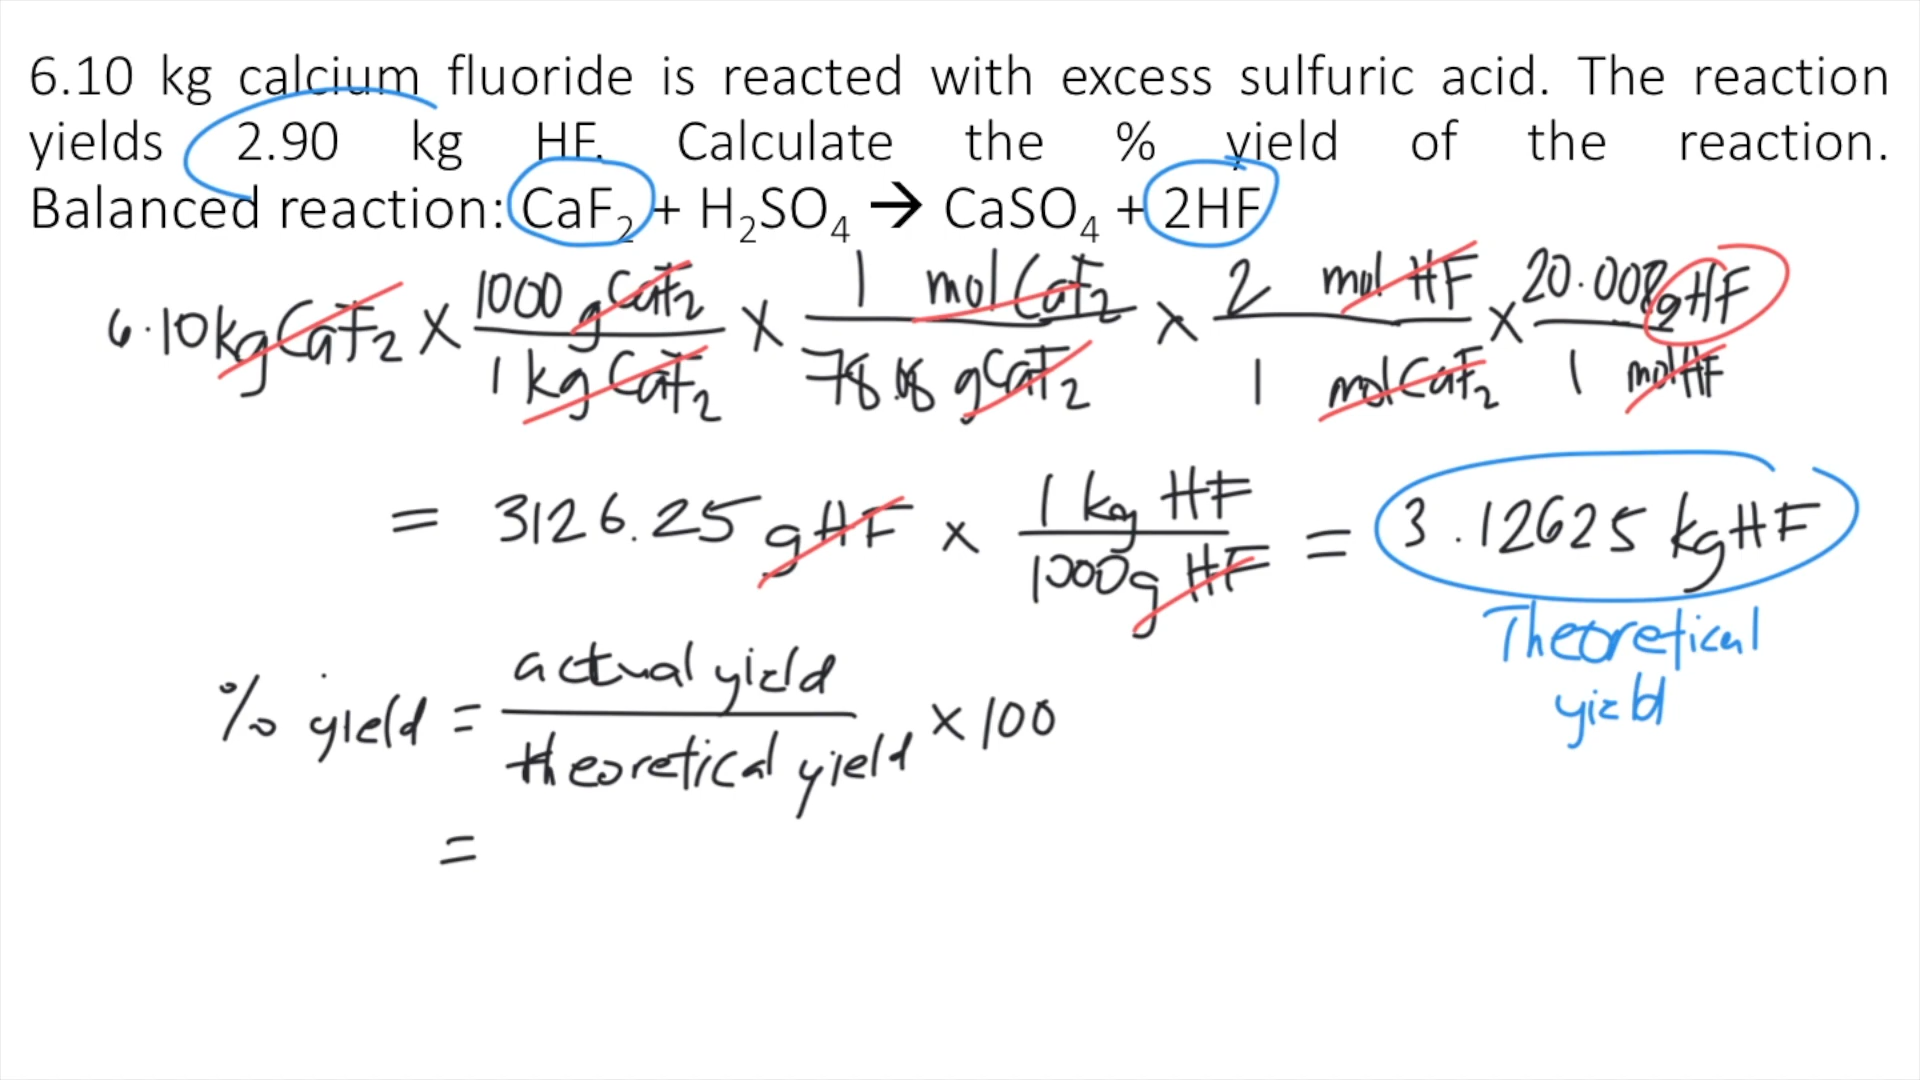 6.10 kg calcium fluoride is reacted with excess sulfuric acid. The reaction
yields 2.90 kg HF. Calculate the % yield of the reaction.
Balanced reaction: CaF₂ + H₂SO₄ → CaSO₄ + 2HF
6.10 kg CaF₂ × 1000 g CaF₂ / 1 kg CaF₂ × 1 mol CaF₂ / 78.08 g CaF₂ × 2 mol HF / 1 mol CaF₂ × 20.008 g HF / 1 mol HF
= 3126.25 g HF × 1 kg HF / 1000 g HF = 3.12625 kg HF
Theoretical
yield
% yield = actual yield / theoretical yield × 100
=